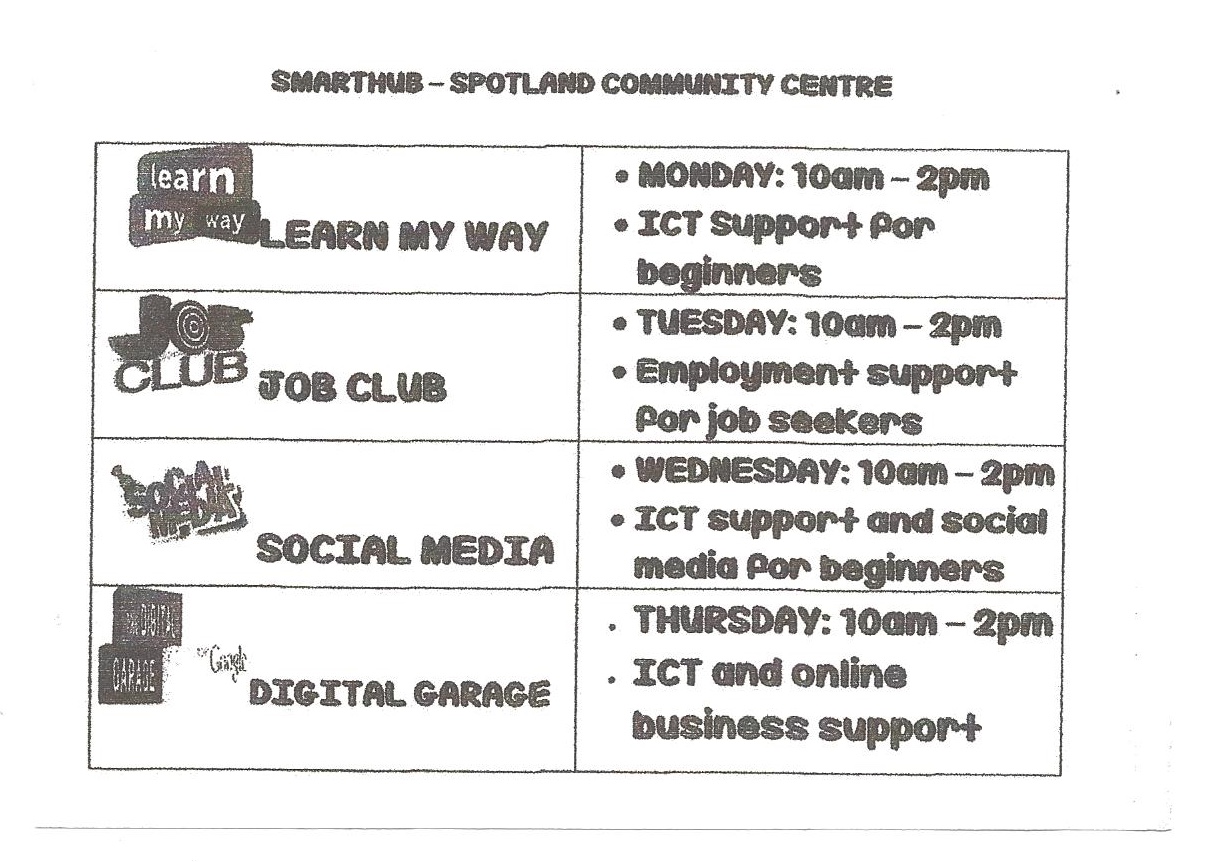 SMARTHUB – SPOTLAND COMMUNITY CENTRE
learn
my way
LEARN MY WAY
• MONDAY: 10am – 2pm
• ICT Support for
beginners
JOB
CLUB
JOB CLUB
• TUESDAY: 10am – 2pm
• Employment support
for job seekers
SOCIAL
MEDIA
SOCIAL MEDIA
• WEDNESDAY: 10am – 2pm
• ICT support and social
media for beginners
DIGITAL
GARAGE
Google
DIGITAL GARAGE
. THURSDAY: 10am – 2pm
. ICT and online
business support